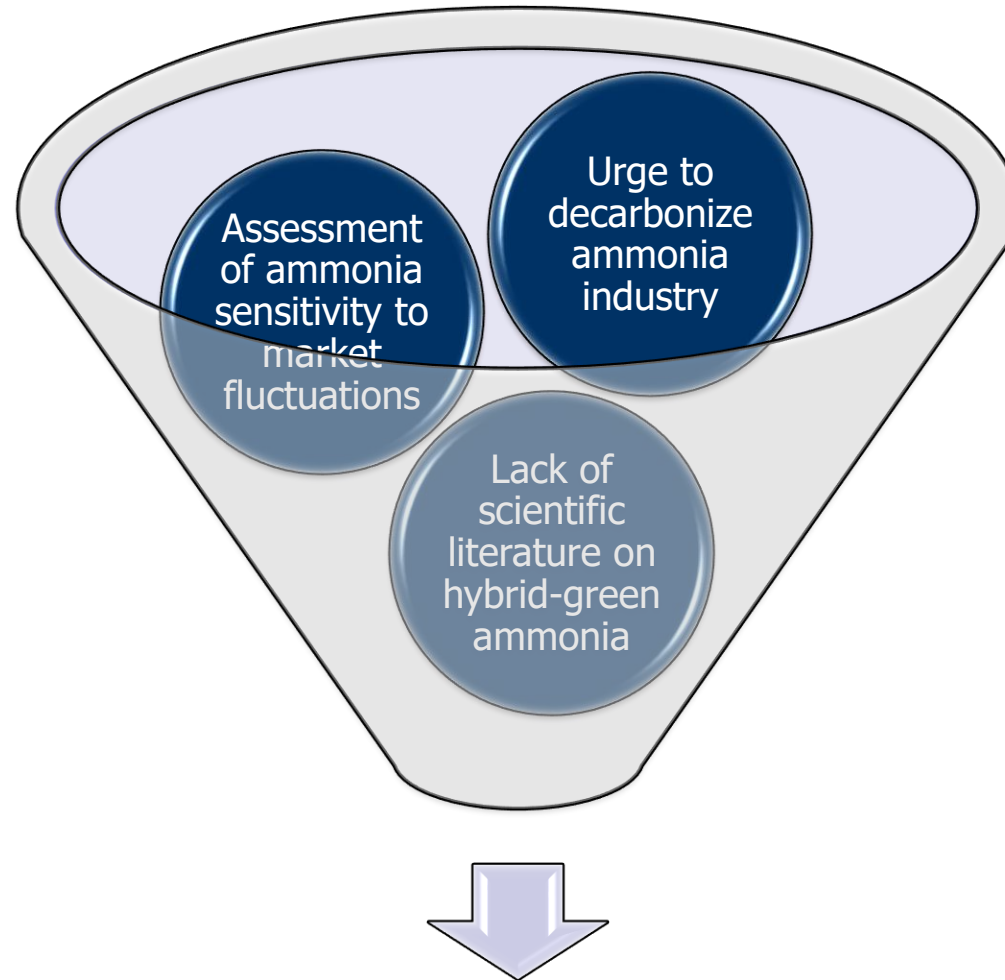 Urge to
decarbonize
ammonia
industry
Assessment
of ammonia
sensitivity to
market
fluctuations
Lack of
scientific
literature on
hybrid-green
ammonia